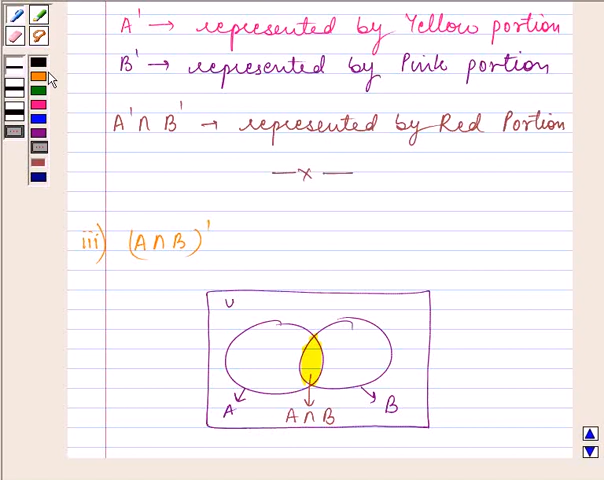 A' → represented by Yellow portion
B' → represented by Pink portion
A' ∩ B' → represented by Red Portion
—x—
iii) (A ∩ B)'
U
A
A ∩ B
B